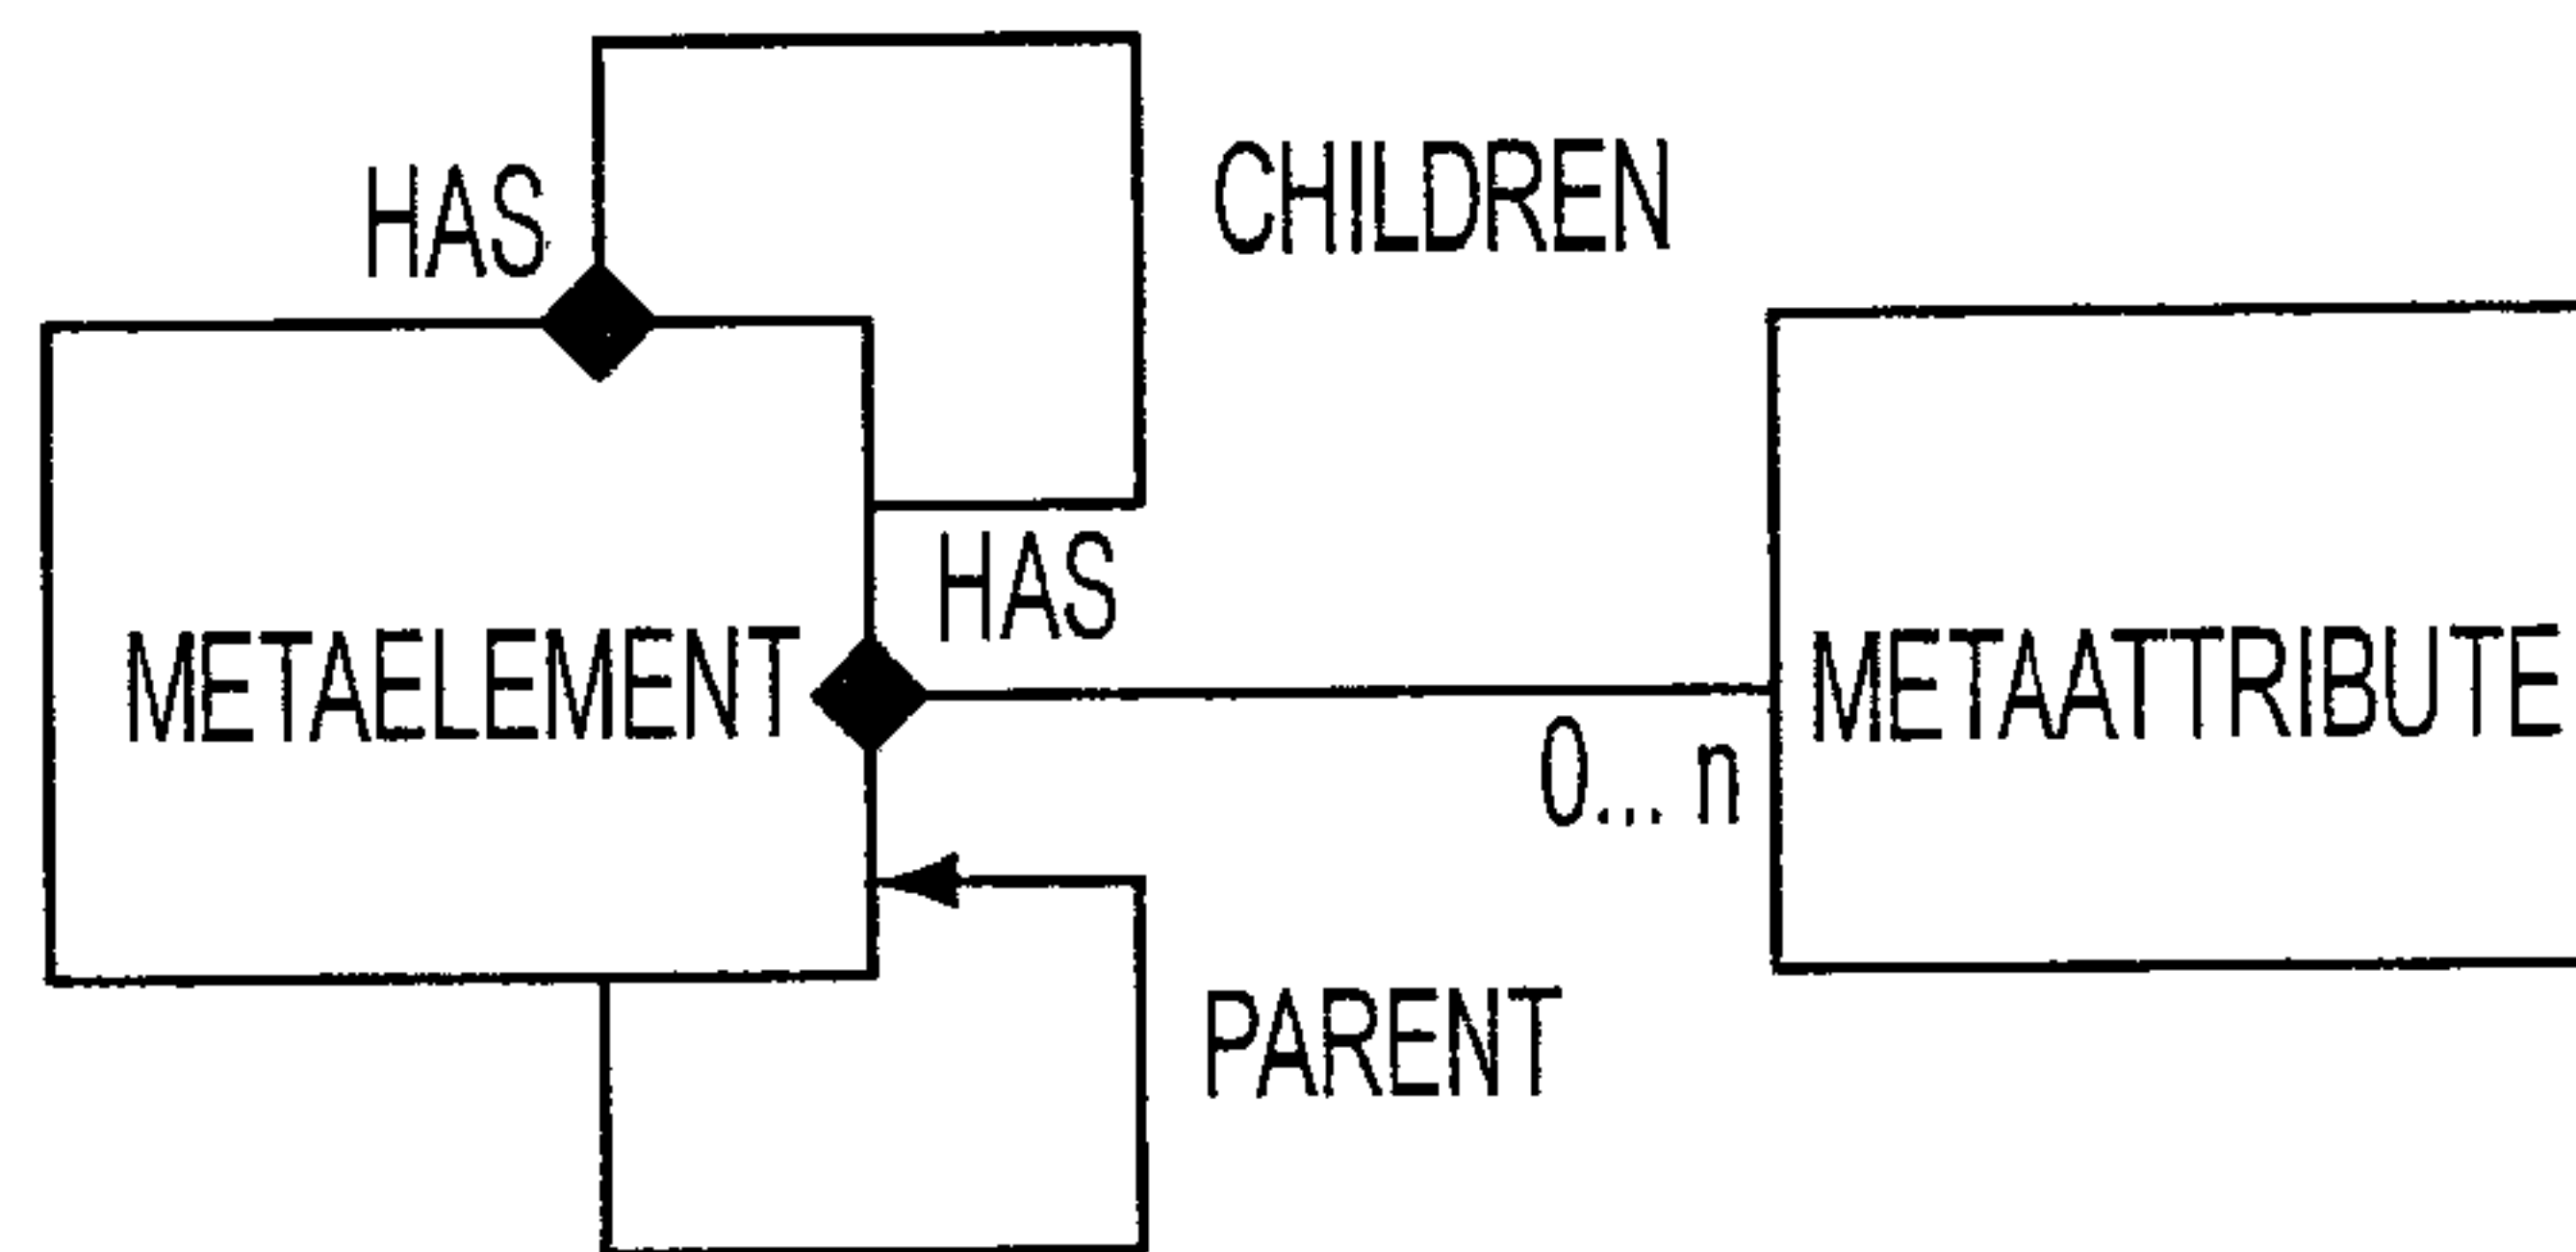 HAS
CHILDREN
HAS
METAELEMENT
METAATTRIBUTE
0... n
PARENT